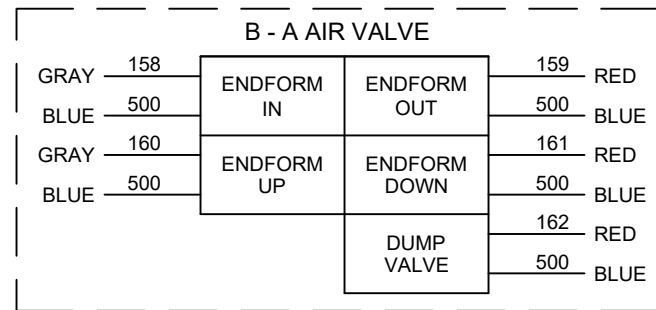 B - A AIR VALVE
GRAY 158 ENDFORM ENDFORM 159 RED
BLUE 500 IN OUT 500 BLUE
GRAY 160 ENDFORM ENDFORM 161 RED
BLUE 500 UP DOWN 500 BLUE
DUMP 162 RED
VALVE 500 BLUE